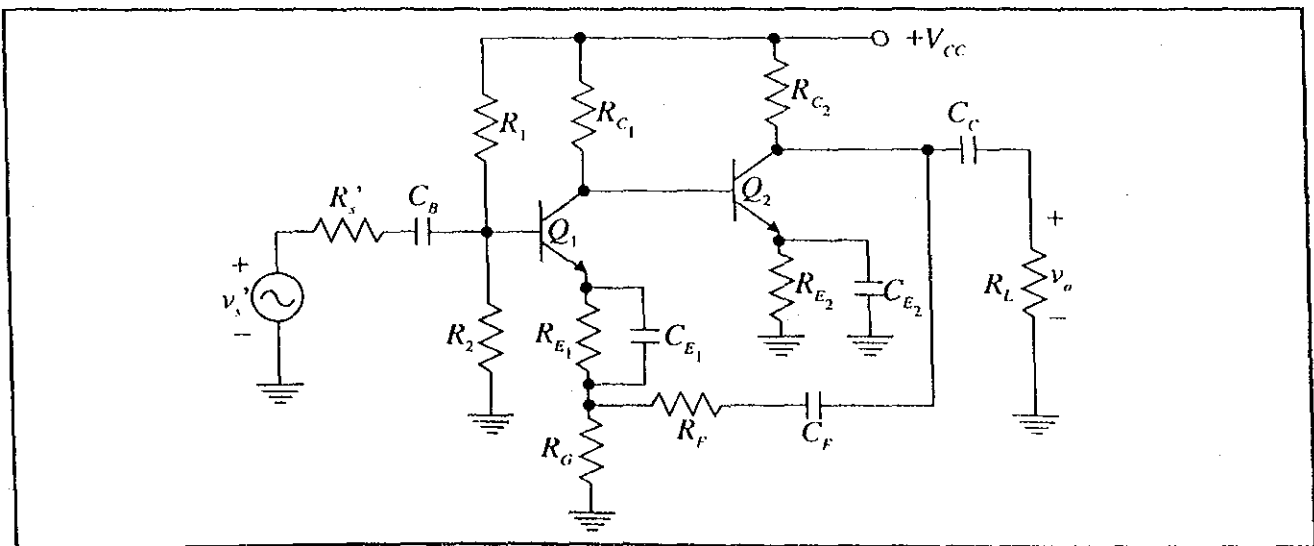 +V_CC
R_C1
R_C2
C_C
R_1
R_s' C_B
Q_2
Q_1
+
+
v_s'
R_E2
C_E2
R_L
v_o
−
−
R_2
R_E1
C_E1
R_F
C_F
R_G